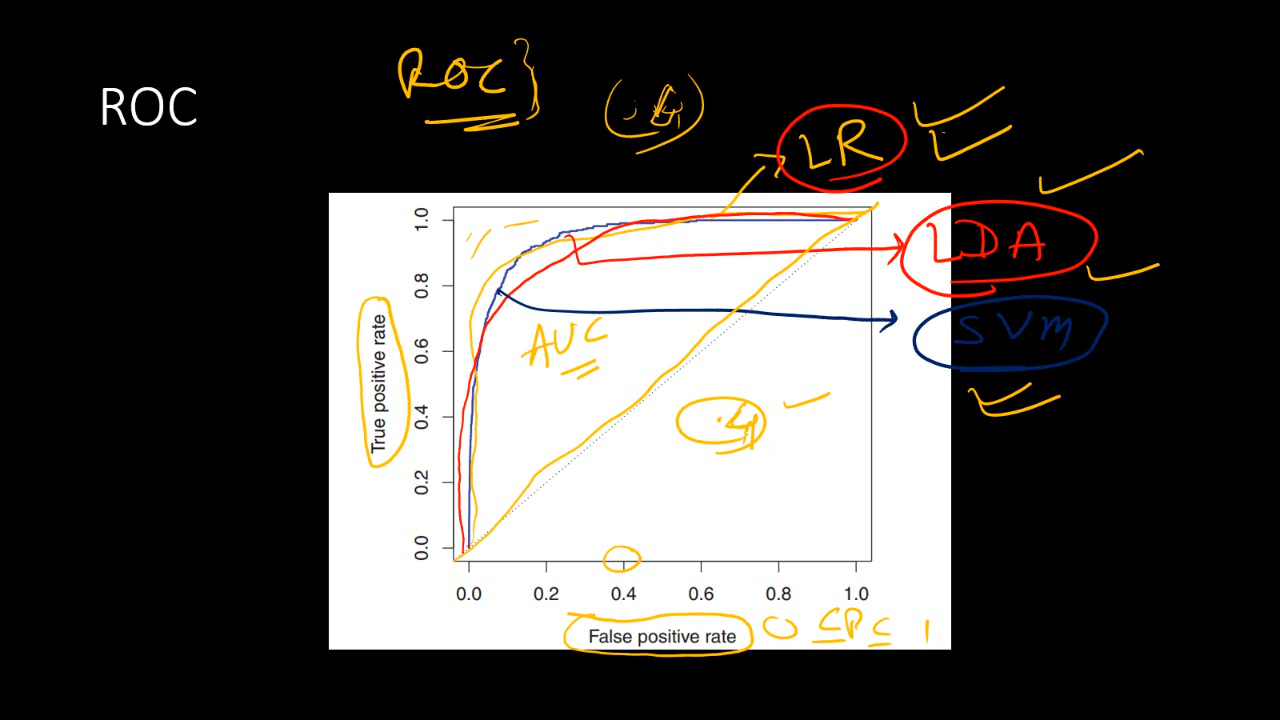 ROC
ROC}
LR
LDA
SVM
AUC
True positive rate
1.0
0.8
0.6
0.4
0.2
0.0
0.0 0.2 0.4 0.6 0.8 1.0
False positive rate
0 ≤ P ≤ 1